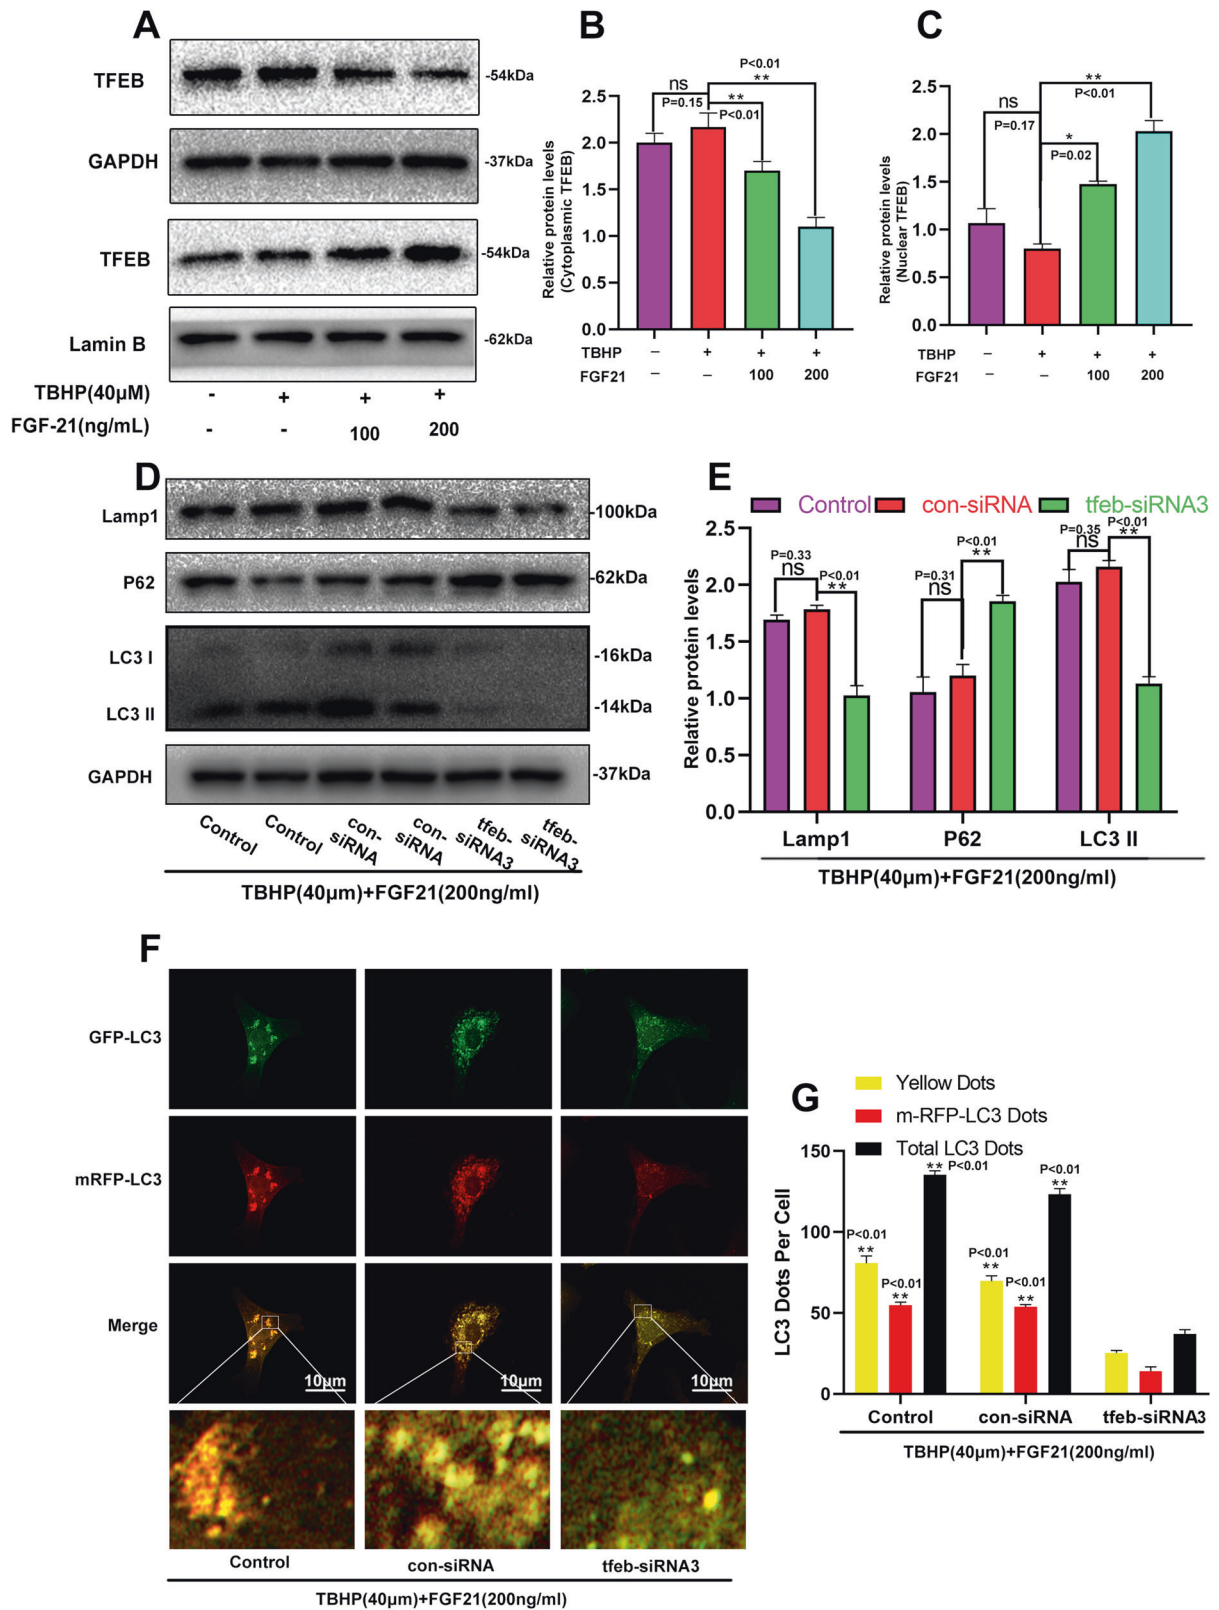 A
TFEB
-54kDa
GAPDH
-37kDa
TFEB
-54kDa
Lamin B
-62kDa
TBHP(40μM) - + + +
FGF-21(ng/mL) - - 100 200
B
Relative protein levels
(Cytoplasmic TFEB)
P<0.01
ns ** **
P=0.15 P<0.01
2.5
2.0
1.5
1.0
0.5
0.0
TBHP – + + +
FGF21 – – 100 200
C
Relative protein levels
(Nuclear TFEB)
ns **
P<0.01
P=0.17 *
P=0.02
2.5
2.0
1.5
1.0
0.5
0.0
TBHP – + + +
FGF21 – – 100 200
D
Lamp1
-100kDa
P62
-62kDa
LC3 I
-16kDa
LC3 II
-14kDa
GAPDH
-37kDa
Control
Control
con-
siRNA
con-
siRNA
tfeb-
siRNA3
tfeb-
siRNA3
TBHP(40μm)+FGF21(200ng/ml)
E
Control con-siRNA tfeb-siRNA3
Relative protein levels
2.5
2.0
1.5
1.0
0.5
0.0
P=0.33
ns
P<0.01
**
P=0.31
ns
P<0.01
**
P=0.35
ns
P<0.01
**
Lamp1 P62 LC3 II
TBHP(40μm)+FGF21(200ng/ml)
F
GFP-LC3
mRFP-LC3
Merge
10μm 10μm 10μm
Control con-siRNA tfeb-siRNA3
TBHP(40μm)+FGF21(200ng/ml)
G
Yellow Dots
m-RFP-LC3 Dots
Total LC3 Dots
LC3 Dots Per Cell
150
100
50
0
P<0.01
**
P<0.01
**
** P<0.01
P<0.01
**
P<0.01
**
P<0.01
**
Control con-siRNA tfeb-siRNA3
TBHP(40μm)+FGF21(200ng/ml)